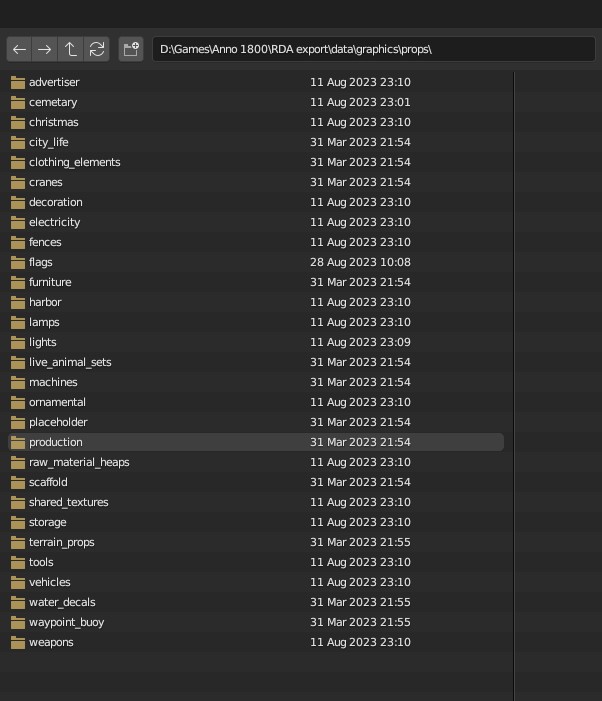 D:\Games\Anno 1800\RDA export\data\graphics\props\
advertiser 11 Aug 2023 23:10
cemetary 11 Aug 2023 23:01
christmas 11 Aug 2023 23:10
city_life 31 Mar 2023 21:54
clothing_elements 31 Mar 2023 21:54
cranes 31 Mar 2023 21:54
decoration 11 Aug 2023 23:10
electricity 11 Aug 2023 23:10
fences 11 Aug 2023 23:10
flags 28 Aug 2023 10:08
furniture 31 Mar 2023 21:54
harbor 11 Aug 2023 23:10
lamps 11 Aug 2023 23:10
lights 11 Aug 2023 23:09
live_animal_sets 31 Mar 2023 21:54
machines 31 Mar 2023 21:54
ornamental 11 Aug 2023 23:10
placeholder 31 Mar 2023 21:54
production 31 Mar 2023 21:54
raw_material_heaps 11 Aug 2023 23:10
scaffold 31 Mar 2023 21:54
shared_textures 11 Aug 2023 23:10
storage 11 Aug 2023 23:10
terrain_props 31 Mar 2023 21:55
tools 11 Aug 2023 23:10
vehicles 11 Aug 2023 23:10
water_decals 31 Mar 2023 21:55
waypoint_buoy 31 Mar 2023 21:55
weapons 11 Aug 2023 23:10